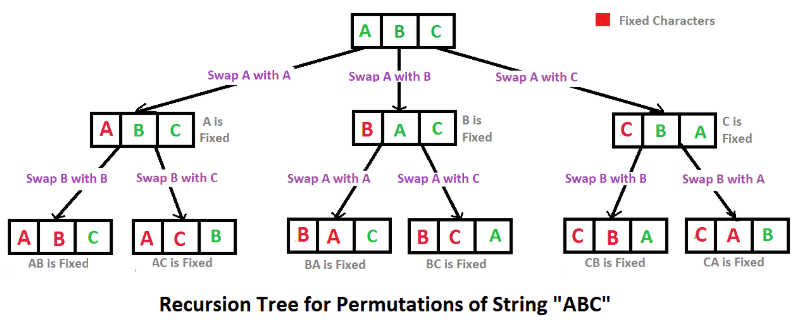 A B C
Fixed Characters
Swap A with A
Swap A with B
Swap A with C
A B C
A is
Fixed
B A C
B is
Fixed
C B A
C is
Fixed
Swap B with B
Swap B with C
Swap A with A
Swap A with C
Swap B with B
Swap B with A
A B C
A C B
B A C
B C A
C B A
C A B
AB is Fixed
AC is Fixed
BA is Fixed
BC is Fixed
CB is Fixed
CA is Fixed
Recursion Tree for Permutations of String "ABC"